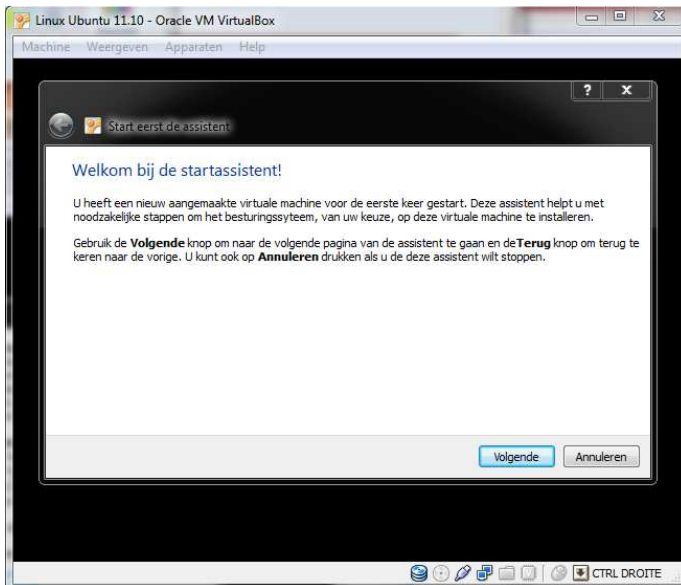 Linux Ubuntu 11.10 - Oracle VM VirtualBox
Machine Weergeven Apparaten Help
? X
Start eerst de assistent
Welkom bij de startassistent!
U heeft een nieuw aangemaakte virtuale machine voor de eerste keer gestart. Deze assistent helpt u met
noodzakelijke stappen om het besturingssyteem, van uw keuze, op deze virtuale machine te installeren.
Gebruik de Volgende knop om naar de volgende pagina van de assistent te gaan en deTerug knop om terug te
keren naar de vorige. U kunt ook op Annuleren drukken als u de deze assistent wilt stoppen.
Volgende Annuleren
CTRL DROITE